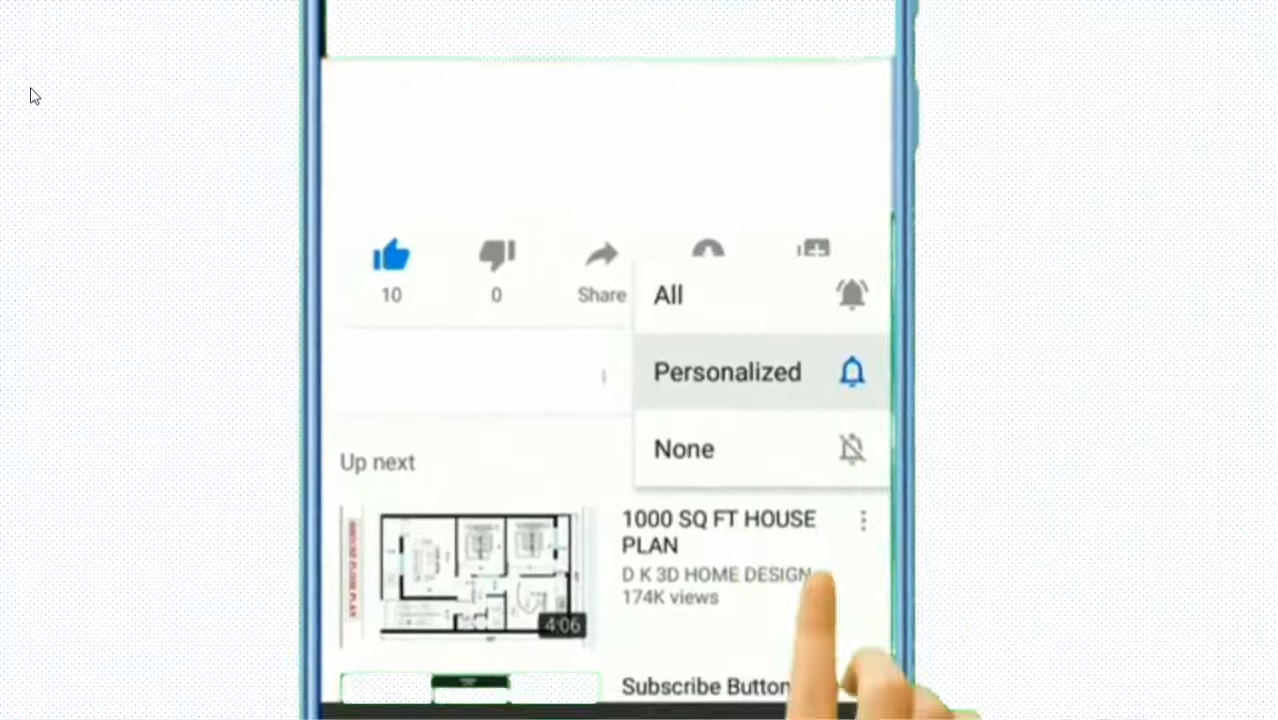 10
0
Share
All
Personalized
None
Up next
1000 SQ FT HOUSE
PLAN
D K 3D HOME DESIGN
174K views
4:06
Subscribe Button